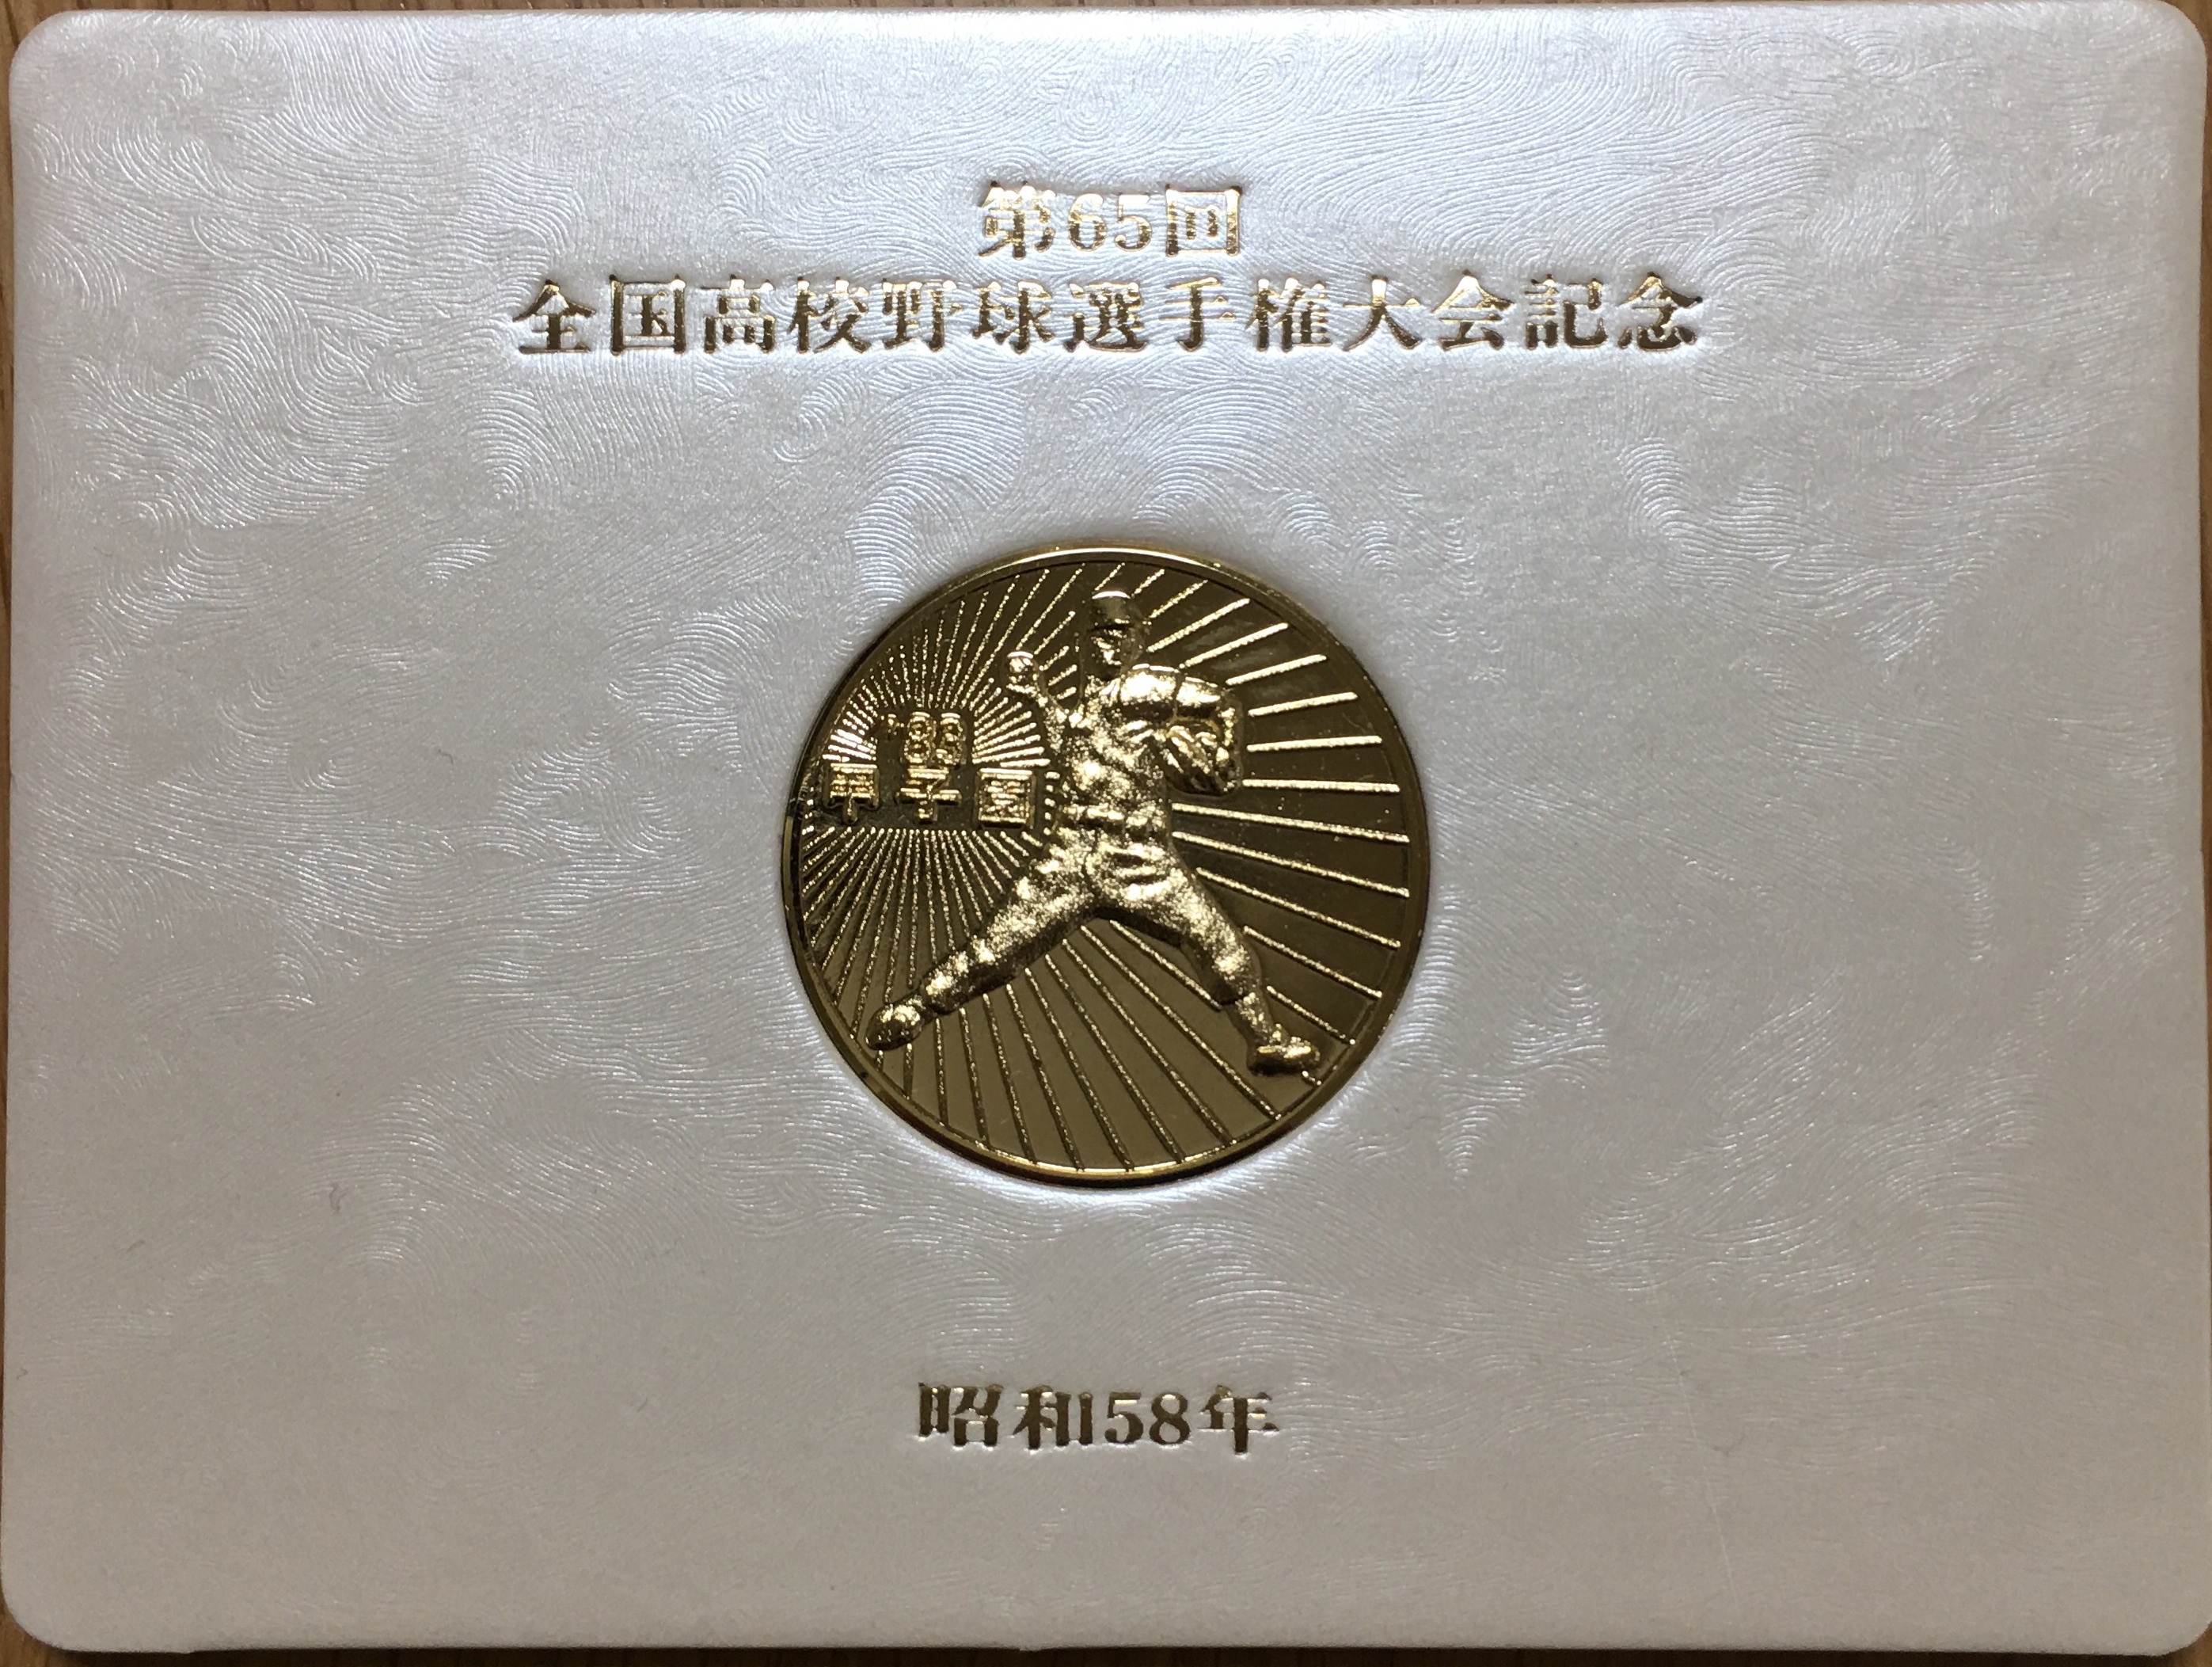 第65回
全国高校野球選手権大会記念
'83
甲子園
昭和58年